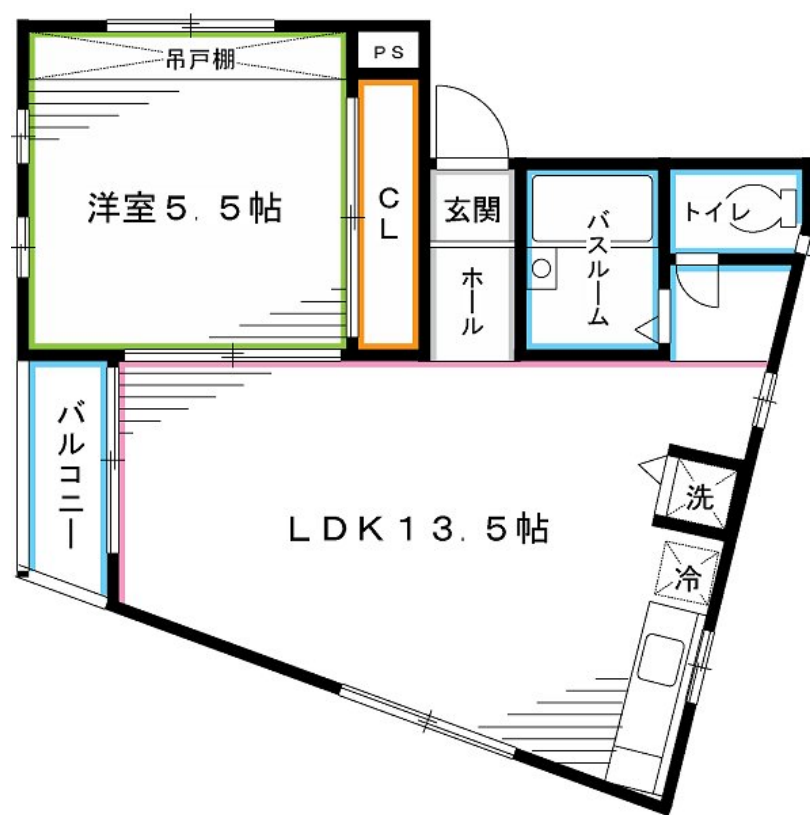 吊戸棚
PS
洋室5.5帖
CL
玄関
ホール
バスルーム
トイレ
バルコニー
LDK13.5帖
洗
冷